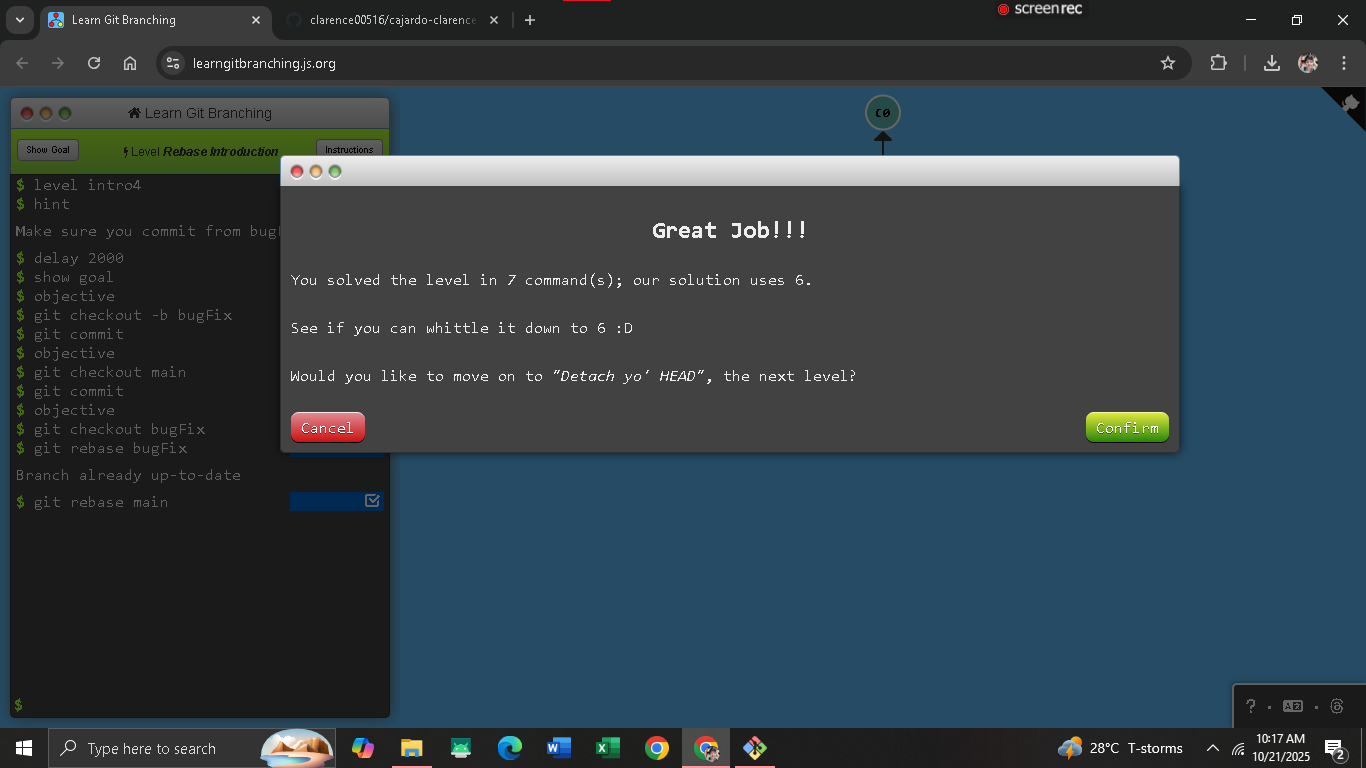 screenrec
Learn Git Branching
clarence00516/cajardo-clarence
learngitbranching.js.org
Learn Git Branching
Show Goal
Level Rebase Introduction
Instructions
C0
$ level intro4
$ hint
Make sure you commit from bugF
$ delay 2000
$ show goal
$ objective
$ git checkout -b bugFix
$ git commit
$ objective
$ git checkout main
$ git commit
$ objective
$ git checkout bugFix
$ git rebase bugFix
Branch already up-to-date
$ git rebase main
$
Great Job!!!
You solved the level in 7 command(s); our solution uses 6.
See if you can whittle it down to 6 :D
Would you like to move on to "Detach yo' HEAD", the next level?
Cancel
Confirm
?
Type here to search
28°C T-storms
10:17 AM
10/21/2025
2